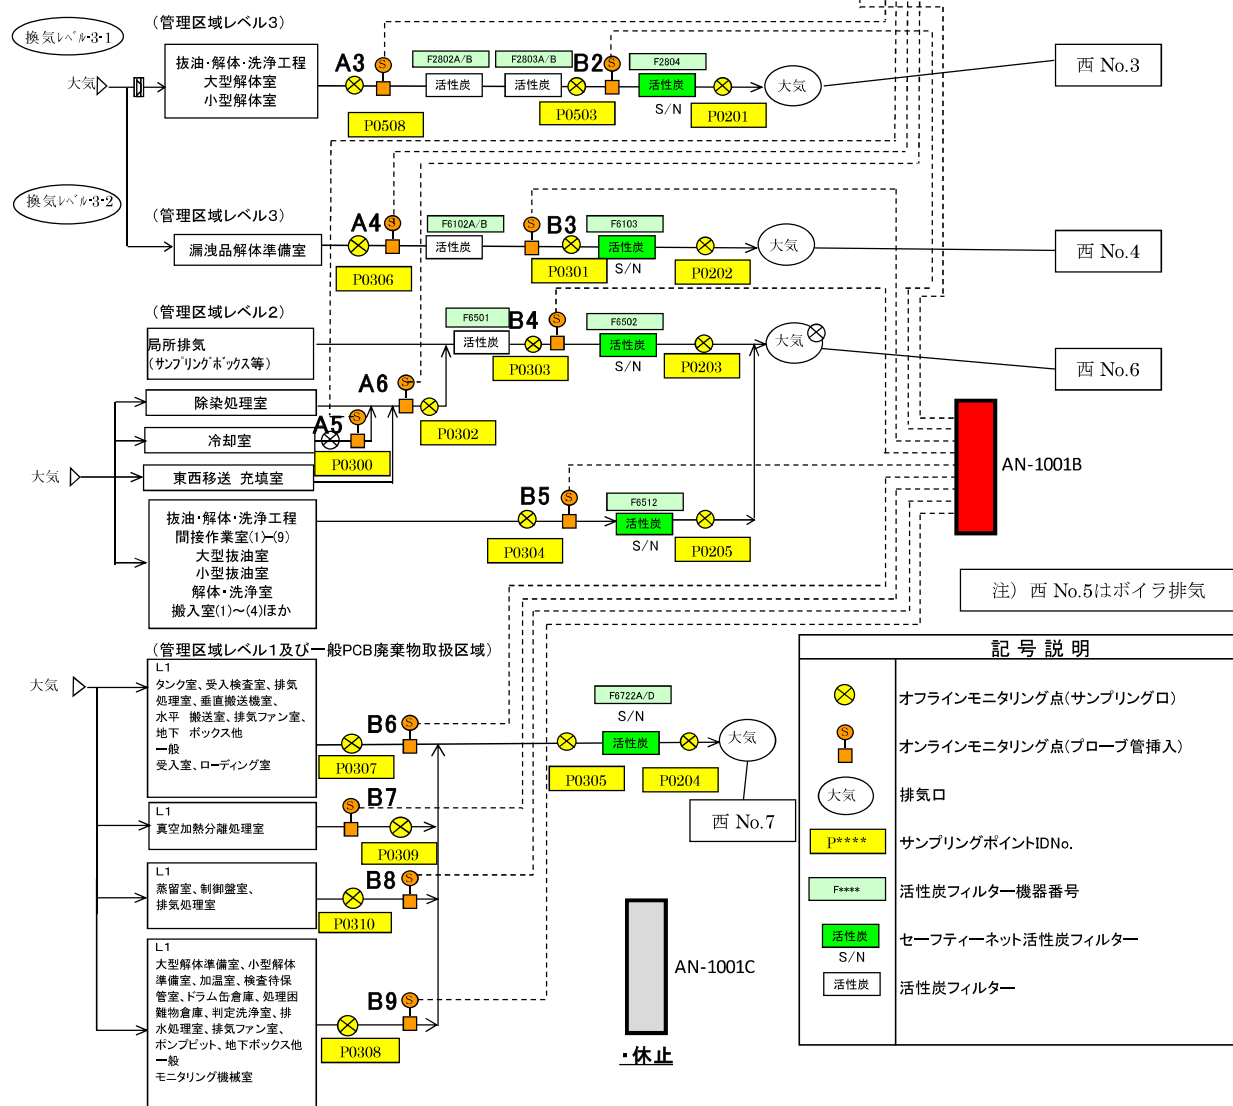 換気ﾚﾍﾞﾙ-3-1
(管理区域レベル3)
大気
抜油・解体・洗浄工程
大型解体室
小型解体室
A3
S
P0508
F2802A/B
活性炭
F2803A/B
活性炭
B2
S
P0503
F2804
活性炭
S/N
P0201
大気
西 No.3
換気ﾚﾍﾞﾙ-3-2
(管理区域レベル3)
漏洩品解体準備室
A4
S
P0306
F6102A/B
活性炭
S
B3
P0301
F6103
活性炭
S/N
P0202
大気
西 No.4
(管理区域レベル2)
局所排気
(サンプリングボックス等)
F6501
活性炭
B4
S
P0303
F6502
活性炭
S/N
P0203
大気
西 No.6
除染処理室
A6
S
P0302
冷却室
A5
S
P0300
大気
東西移送 充填室
抜油・解体・洗浄工程
間接作業室(1)-(9)
大型抜油室
小型抜油室
解体・洗浄室
搬入室(1)～(4)ほか
B5
S
P0304
F6512
活性炭
S/N
P0205
AN-1001B
注) 西 No.5はボイラ排気
(管理区域レベル1及び一般PCB廃棄物取扱区域)
大気
L1
タンク室、受入検査室、排気
処理室、垂直搬送機室、
水平 搬送室、排気ファン室、
地下 ボックス他
一般
受入室、ローディング室
B6
S
P0307
P0305
F6722A/D
S/N
活性炭
P0204
大気
西 No.7
L1
真空加熱分離処理室
B7
S
P0309
L1
蒸留室、制御盤室、
排気処理室
B8
S
P0310
L1
大型解体準備室、小型解体
準備室、加温室、検査待保
管室、ドラム缶倉庫、処理困
難物倉庫、判定洗浄室、排
水処理室、排気ファン室、
ポンプピット、地下ボックス他
一般
モニタリング機械室
B9
S
P0308
AN-1001C
・休止
記号説明
オフラインモニタリング点(サンプリング口)
S
オンラインモニタリング点(プローブ管挿入)
大気
排気口
P****
サンプリングポイントIDNo.
F****
活性炭フィルター機器番号
活性炭
S/N
セーフティーネット活性炭フィルター
活性炭
活性炭フィルター